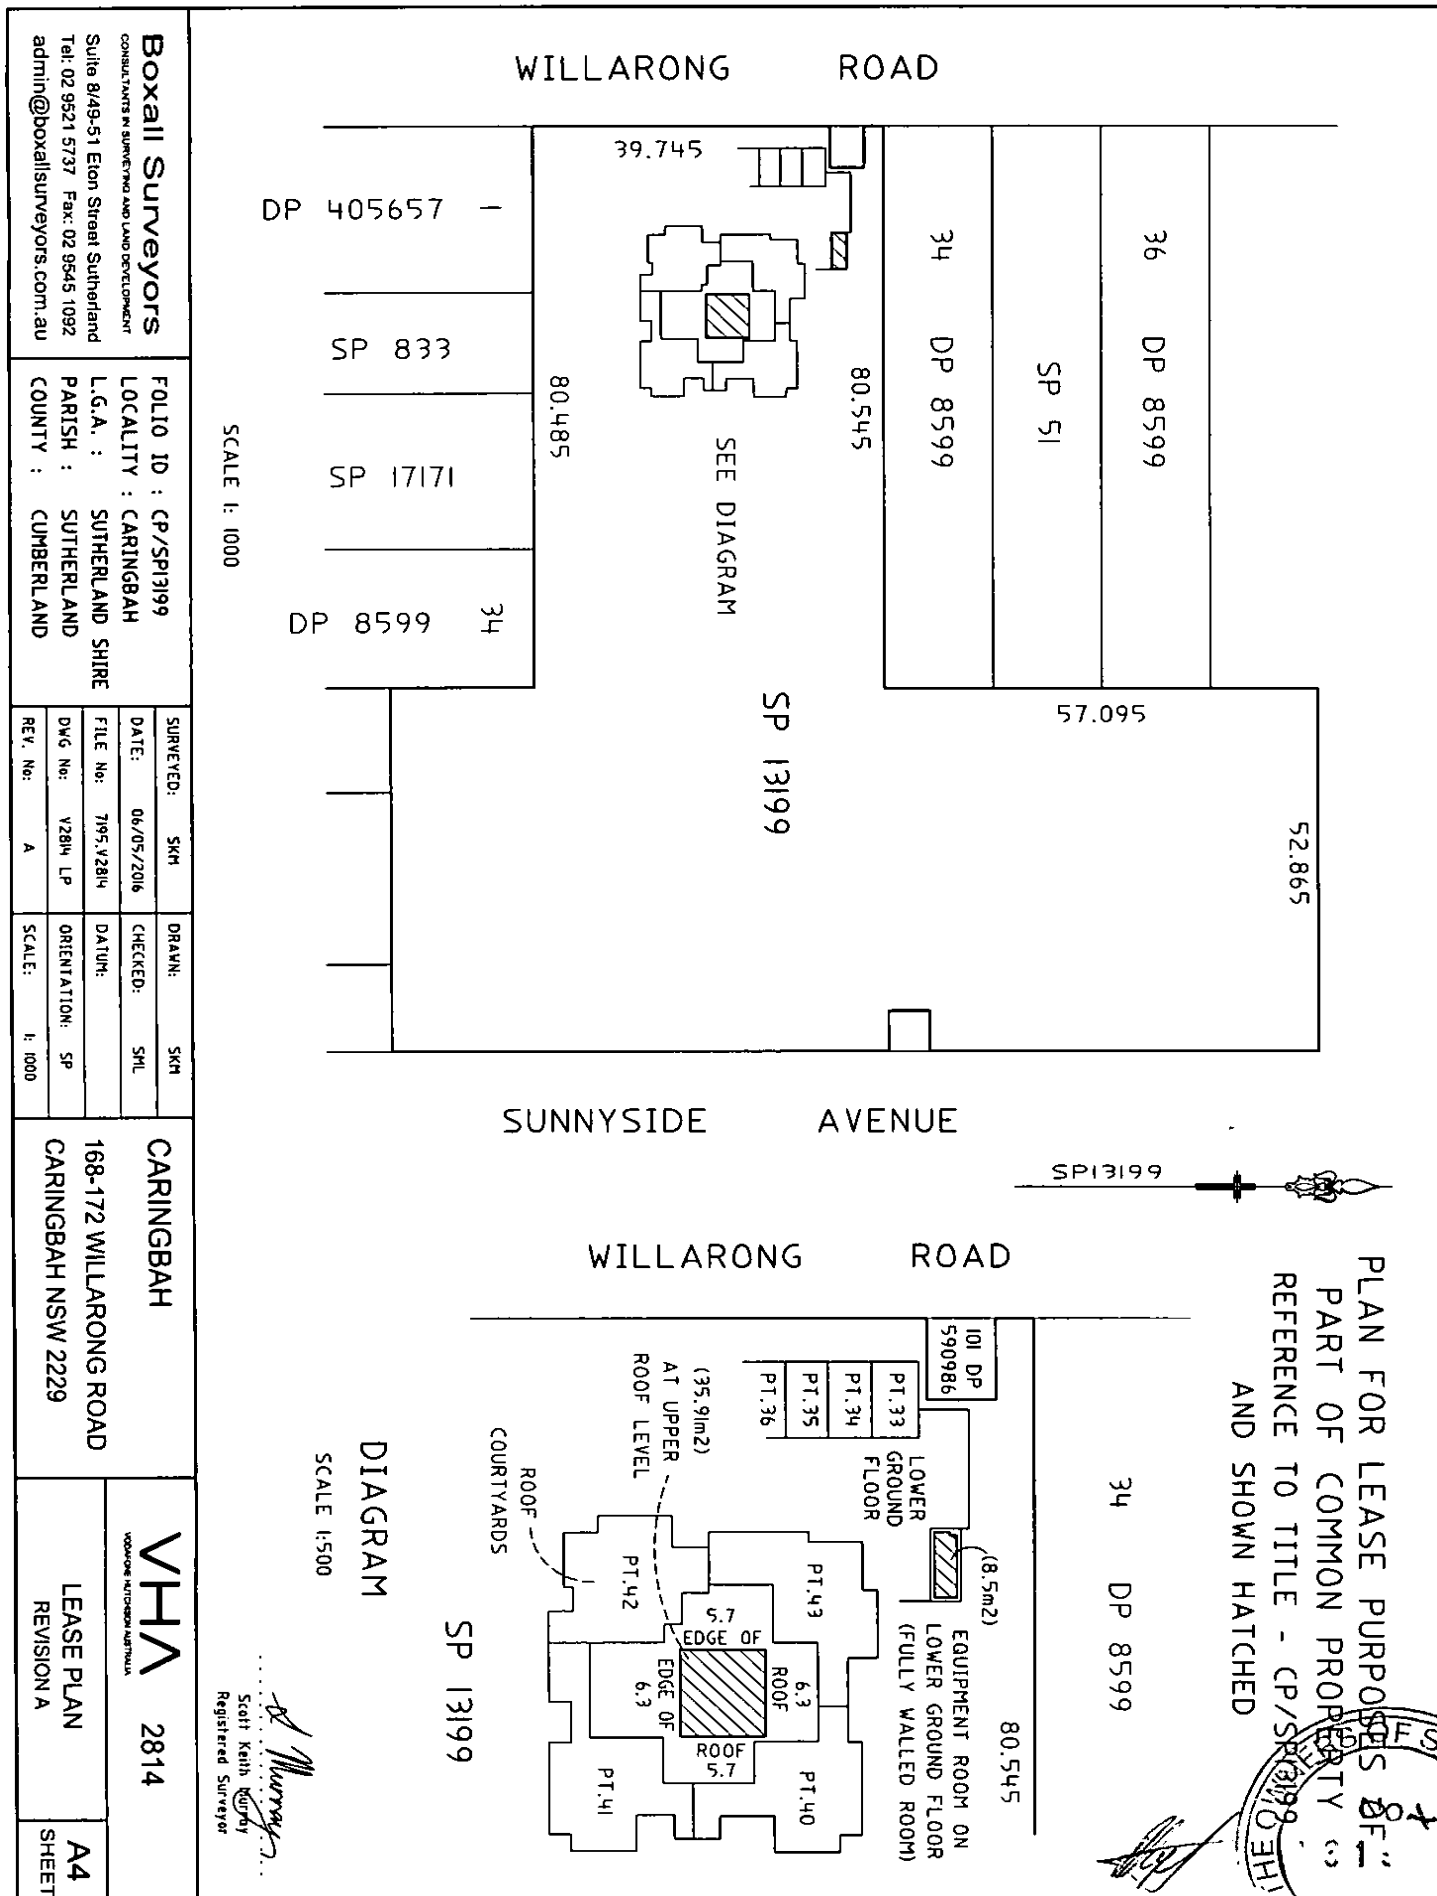 PLAN FOR LEASE PURPOSES OF
PART OF COMMON PROPERTY
REFERENCE TO TITLE - CP/SP13199
AND SHOWN HATCHED
WILLARONG ROAD
39.745
DP 405657
SP 833
SP 17171
34
DP 8599
80.485
80.545
34 DP 8599
SP 51
36 DP 8599
SEE DIAGRAM
SP 13199
57.095
52.865
SCALE 1: 1000
SUNNYSIDE AVENUE
SP13199
WILLARONG ROAD
101 DP
590986
34 DP 8599
80.545
PT.33
PT.34
PT.35
PT.36
LOWER
GROUND
FLOOR
(8.5m2)
EQUIPMENT ROOM ON
LOWER GROUND FLOOR
(FULLY WALLED ROOM)
(35.91m2)
AT UPPER
ROOF LEVEL
ROOF
COURTYARDS
PT.42
PT.43
PT.41
PT.40
5.7
EDGE OF
6.3
ROOF
EDGE OF
6.3
ROOF
5.7
SP 13199
DIAGRAM
SCALE 1:500
Scott Keith Murray
Registered Surveyor
Boxall Surveyors
CONSULTANTS IN SURVEYING AND LAND DEVELOPMENT
Suite 8/49-51 Eton Street Sutherland
Tel: 02 9521 5737 Fax: 02 9545 1092
admin@boxallsurveyors.com.au
FOLIO ID : CP/SP13199
LOCALITY : CARINGBAH
L.G.A. : SUTHERLAND SHIRE
PARISH : SUTHERLAND
COUNTY : CUMBERLAND
SURVEYED: SKM
DRAWN: SKM
DATE: 06/05/2016
CHECKED: SML
FILE No: 7195.V2814
DATUM:
DWG No: V2814 LP
ORIENTATION: SP
REV. No: A
SCALE: 1: 1000
CARINGBAH
168-172 WILLARONG ROAD
CARINGBAH NSW 2229
VHA 2814
VODAFONE HUTCHISON AUSTRALIA
LEASE PLAN
REVISION A
A4
SHEET